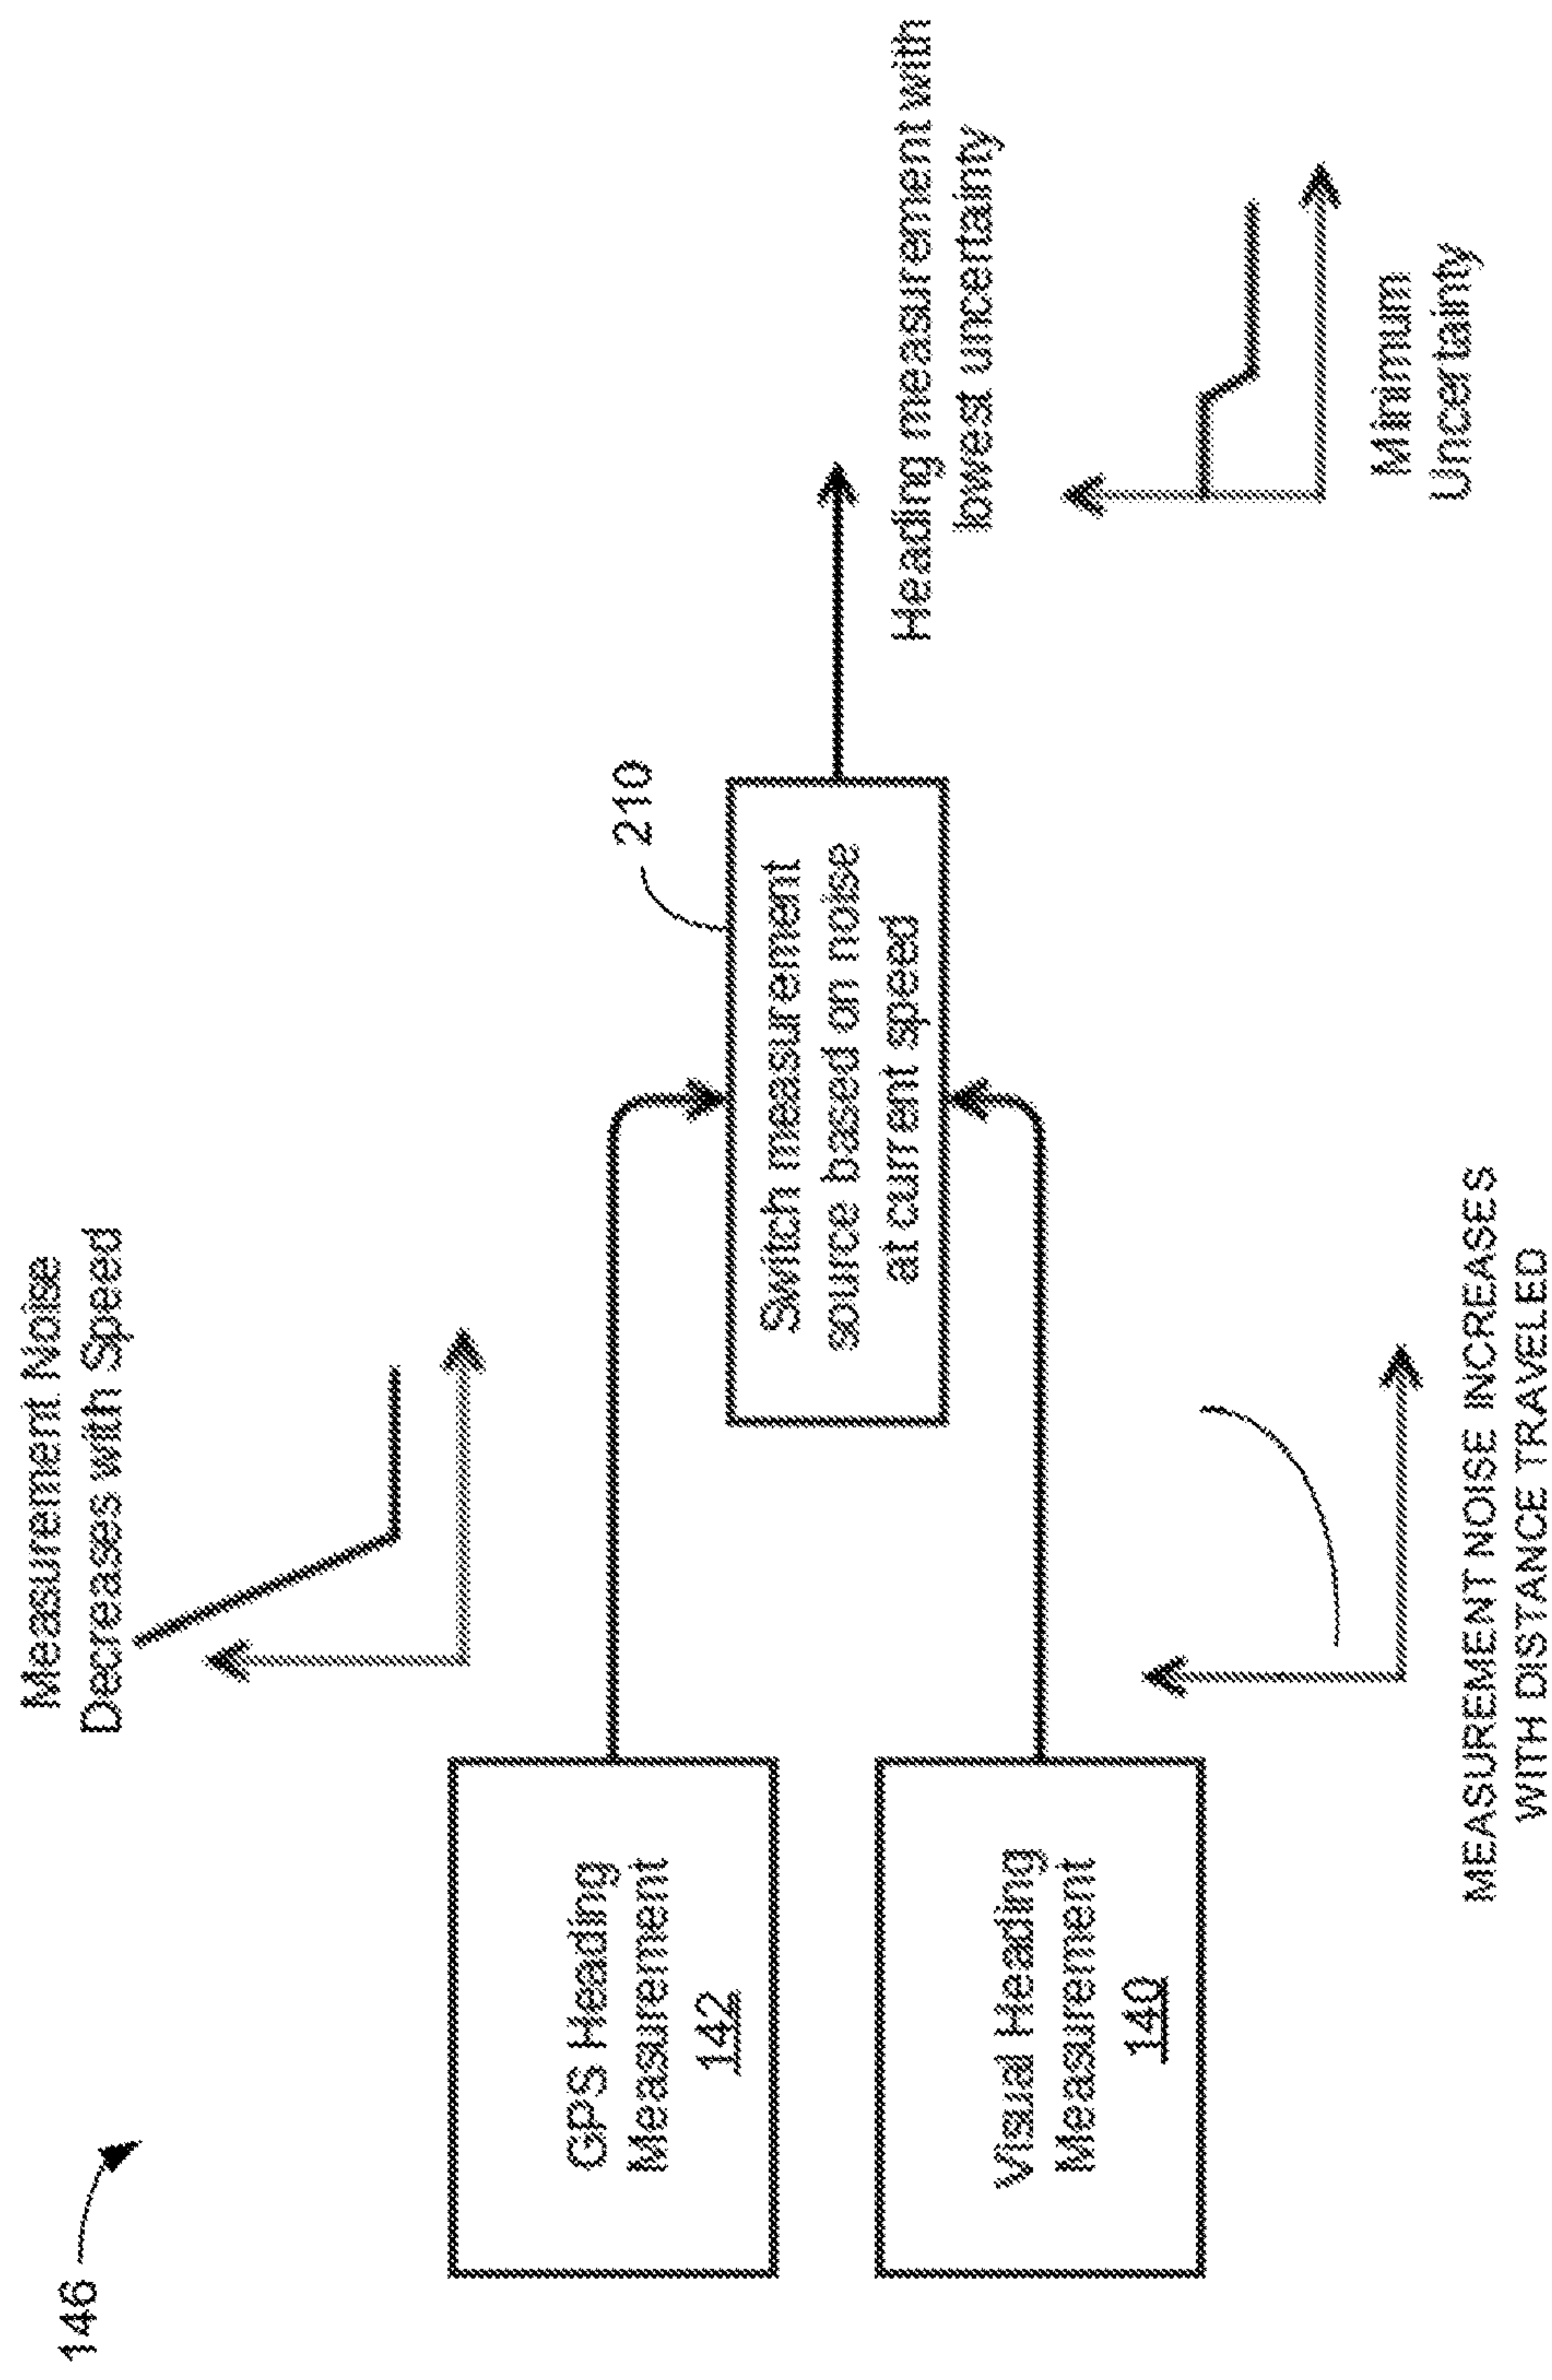 146
Measurement Noise
Decreases with Speed
GPS Heading
Measurement
142
Visual Heading
Measurement
140
MEASUREMENT NOISE INCREASES
WITH DISTANCE TRAVELED
210
Switch measurement
source based on noise
at current speed
Heading measurement with
lowest uncertainty
Minimum
Uncertainty